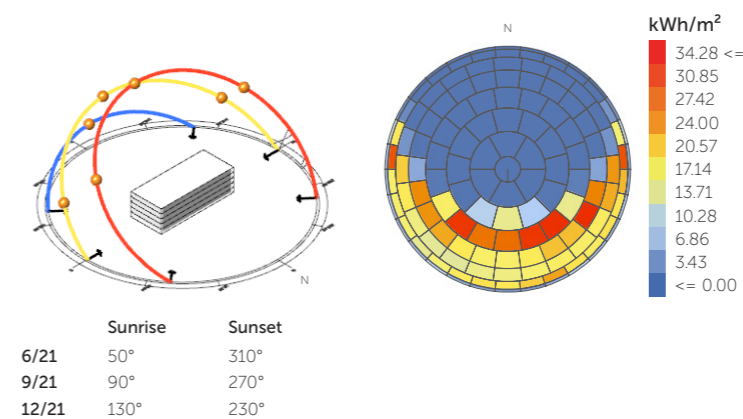 N
Sunrise Sunset
6/21 50° 310°
9/21 90° 270°
12/21 130° 230°
N
kWh/m²
34.28 <=
30.85
27.42
24.00
20.57
17.14
13.71
10.28
6.86
3.43
<= 0.00